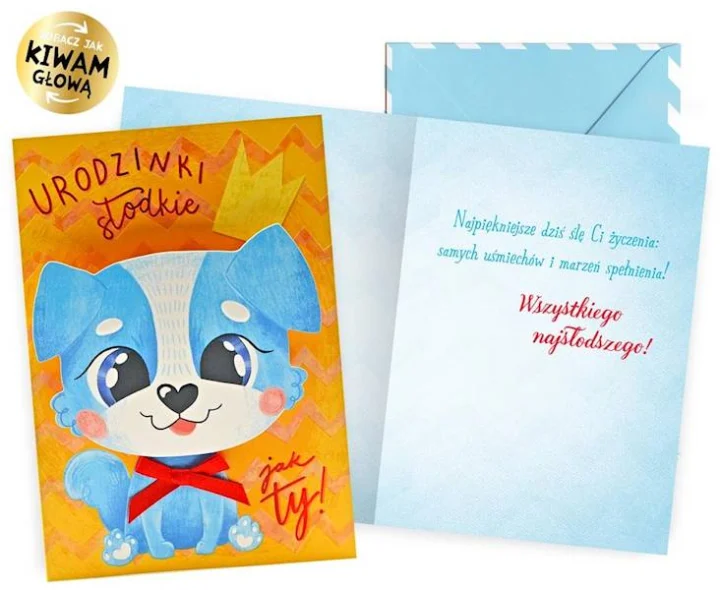 ZOBACZ JAK
KIWAM
GŁOWĄ
URODZINKI
słodkie
jak
ty!
Najpiękniejsze dziś ślę Ci życzenia:
samych uśmiechów i marzeń spełnienia!
Wszystkiego
najsłodszego!